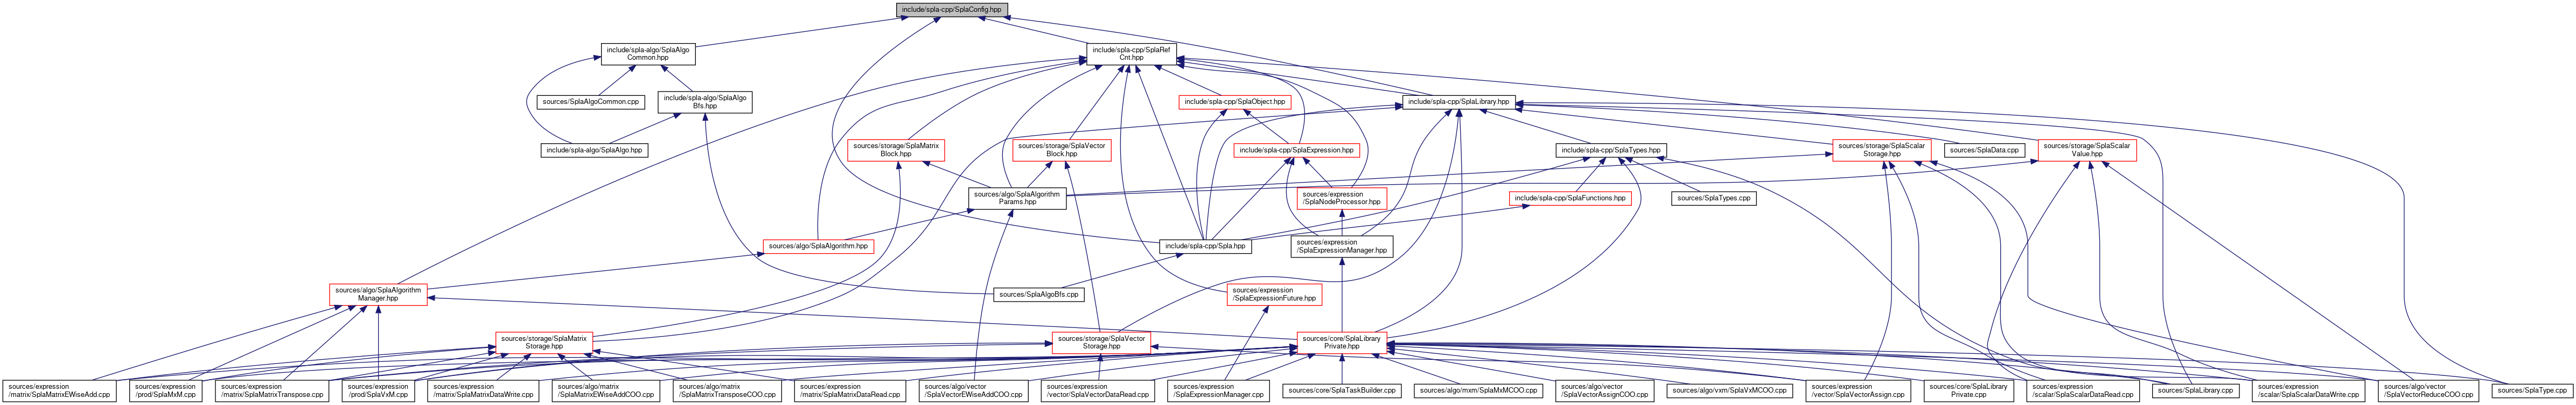 include/spla-cpp/SplaConfig.hpp
include/spla-algo/SplaAlgo
Common.hpp
include/spla-cpp/SplaRef
Cnt.hpp
sources/SplaAlgoCommon.cpp
include/spla-algo/SplaAlgo
Bfs.hpp
include/spla-cpp/SplaObject.hpp
include/spla-cpp/SplaLibrary.hpp
include/spla-algo/SplaAlgo.hpp
sources/storage/SplaMatrix
Block.hpp
sources/storage/SplaVector
Block.hpp
include/spla-cpp/SplaExpression.hpp
include/spla-cpp/SplaTypes.hpp
sources/storage/SplaScalar
Storage.hpp
sources/SplaData.cpp
sources/storage/SplaScalar
Value.hpp
sources/algo/SplaAlgorithm
Params.hpp
sources/expression
/SplaNodeProcessor.hpp
include/spla-cpp/SplaFunctions.hpp
sources/SplaTypes.cpp
sources/algo/SplaAlgorithm.hpp
include/spla-cpp/Spla.hpp
sources/expression
/SplaExpressionManager.hpp
sources/algo/SplaAlgorithm
Manager.hpp
sources/SplaAlgoBfs.cpp
sources/expression
/SplaExpressionFuture.hpp
sources/storage/SplaMatrix
Storage.hpp
sources/storage/SplaVector
Storage.hpp
sources/core/SplaLibrary
Private.hpp
sources/expression
/matrix/SplaMatrixEWiseAdd.cpp
sources/expression
/prod/SplaMxM.cpp
sources/expression
/matrix/SplaMatrixTranspose.cpp
sources/expression
/prod/SplaVxM.cpp
sources/expression
/matrix/SplaMatrixDataWrite.cpp
sources/algo/matrix
/SplaMatrixEWiseAddCOO.cpp
sources/algo/matrix
/SplaMatrixTransposeCOO.cpp
sources/expression
/matrix/SplaMatrixDataRead.cpp
sources/algo/vector
/SplaVectorEWiseAddCOO.cpp
sources/expression
/vector/SplaVectorDataRead.cpp
sources/expression
/SplaExpressionManager.cpp
sources/core/SplaTaskBuilder.cpp
sources/algo/mxm/SplaMxMCOO.cpp
sources/algo/vector
/SplaVectorAssignCOO.cpp
sources/algo/vxm/SplaVxMCOO.cpp
sources/expression
/vector/SplaVectorAssign.cpp
sources/core/SplaLibrary
Private.cpp
sources/expression
/scalar/SplaScalarDataRead.cpp
sources/SplaLibrary.cpp
sources/expression
/scalar/SplaScalarDataWrite.cpp
sources/algo/vector
/SplaVectorReduceCOO.cpp
sources/SplaType.cpp